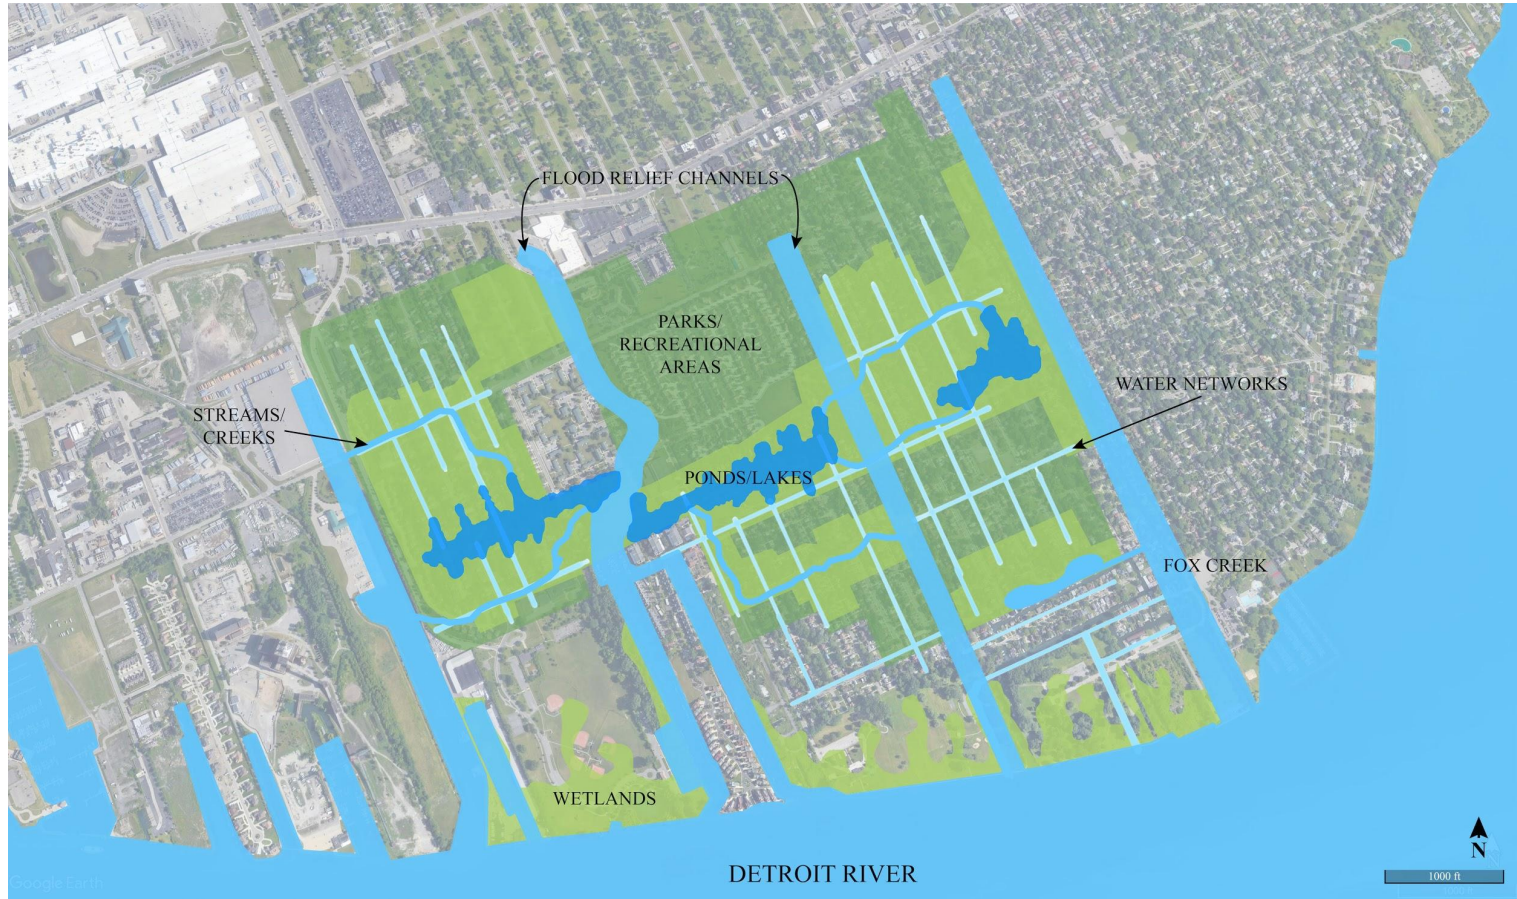 FLOOD RELIEF CHANNELS
PARKS/
RECREATIONAL
AREAS
STREAMS/
CREEKS
WATER NETWORKS
PONDS/LAKES
FOX CREEK
WETLANDS
DETROIT RIVER
N
1000 ft
Google Earth